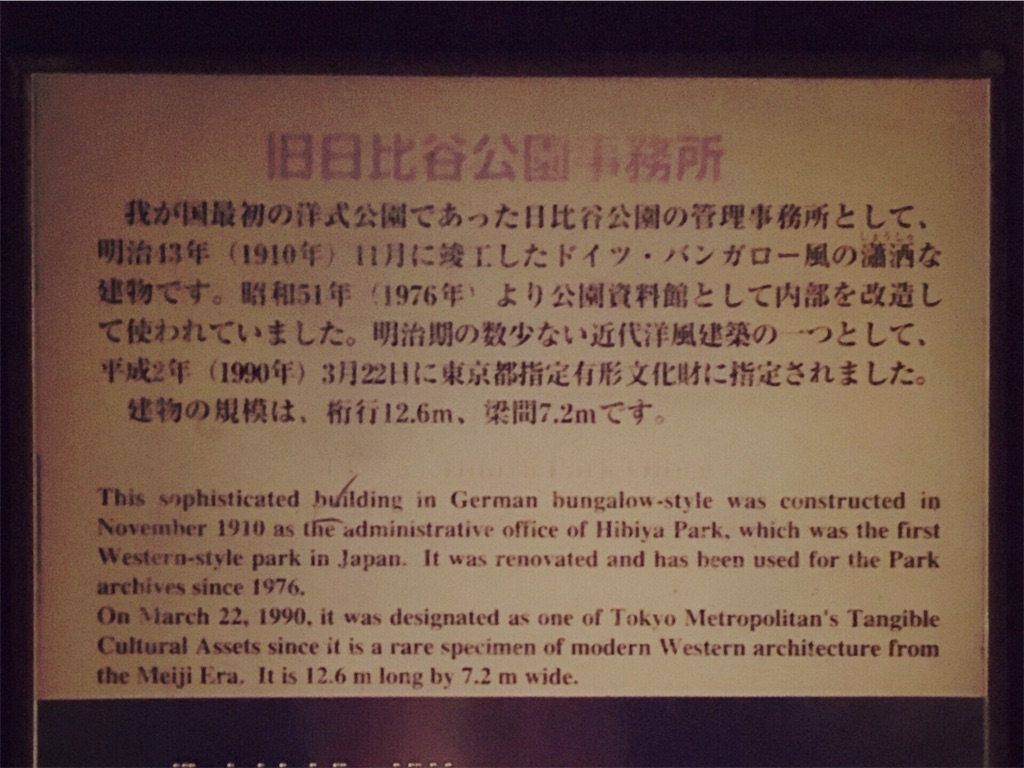 旧日比谷公園事務所
我が国最初の洋式公園であった日比谷公園の管理事務所として、
明治43年（1910年）11月に竣工したドイツ・バンガロー風の瀟洒な
建物です。昭和51年（1976年）より公園資料館として内部を改造し
て使われていました。明治期の数少ない近代洋風建築の一つとして、
平成2年（1990年）3月22日に東京都指定有形文化財に指定されました。
建物の規模は、桁行12.6m、梁間7.2mです。
This sophisticated building in German bungalow-style was constructed in
November 1910 as the administrative office of Hibiya Park, which was the first
Western-style park in Japan. It was renovated and has been used for the Park
archives since 1976.
On March 22, 1990, it was designated as one of Tokyo Metropolitan's Tangible
Cultural Assets since it is a rare specimen of modern Western architecture from
the Meiji Era. It is 12.6 m long by 7.2 m wide.